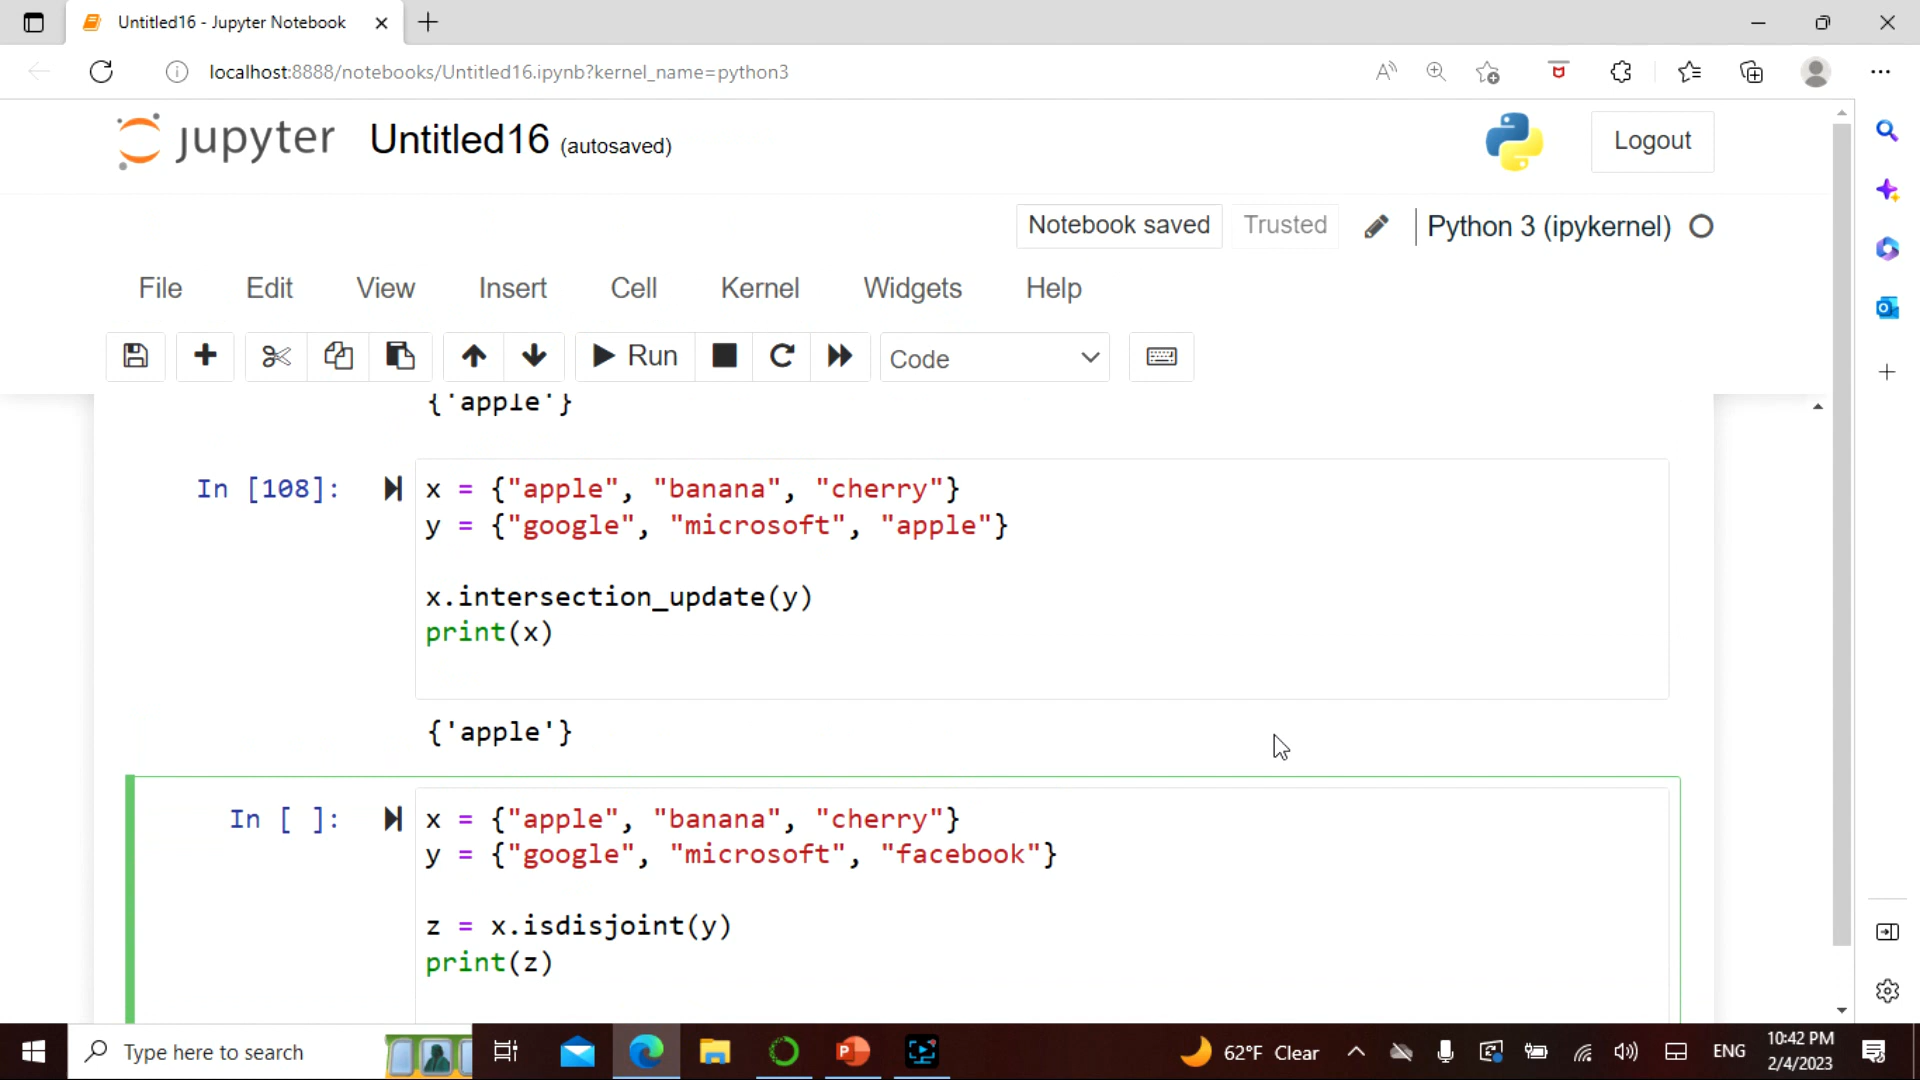 Untitled16 - Jupyter Notebook
localhost:8888/notebooks/Untitled16.ipynb?kernel_name=python3
jupyter Untitled16 (autosaved)
Logout
Notebook saved Trusted Python 3 (ipykernel)
File Edit View Insert Cell Kernel Widgets Help
Run Code
{'apple'}
In [108]: x = {"apple", "banana", "cherry"}
y = {"google", "microsoft", "apple"}
x.intersection_update(y)
print(x)
{'apple'}
In [ ]: x = {"apple", "banana", "cherry"}
y = {"google", "microsoft", "facebook"}
z = x.isdisjoint(y)
print(z)
Type here to search
62°F Clear
ENG
10:42 PM
2/4/2023